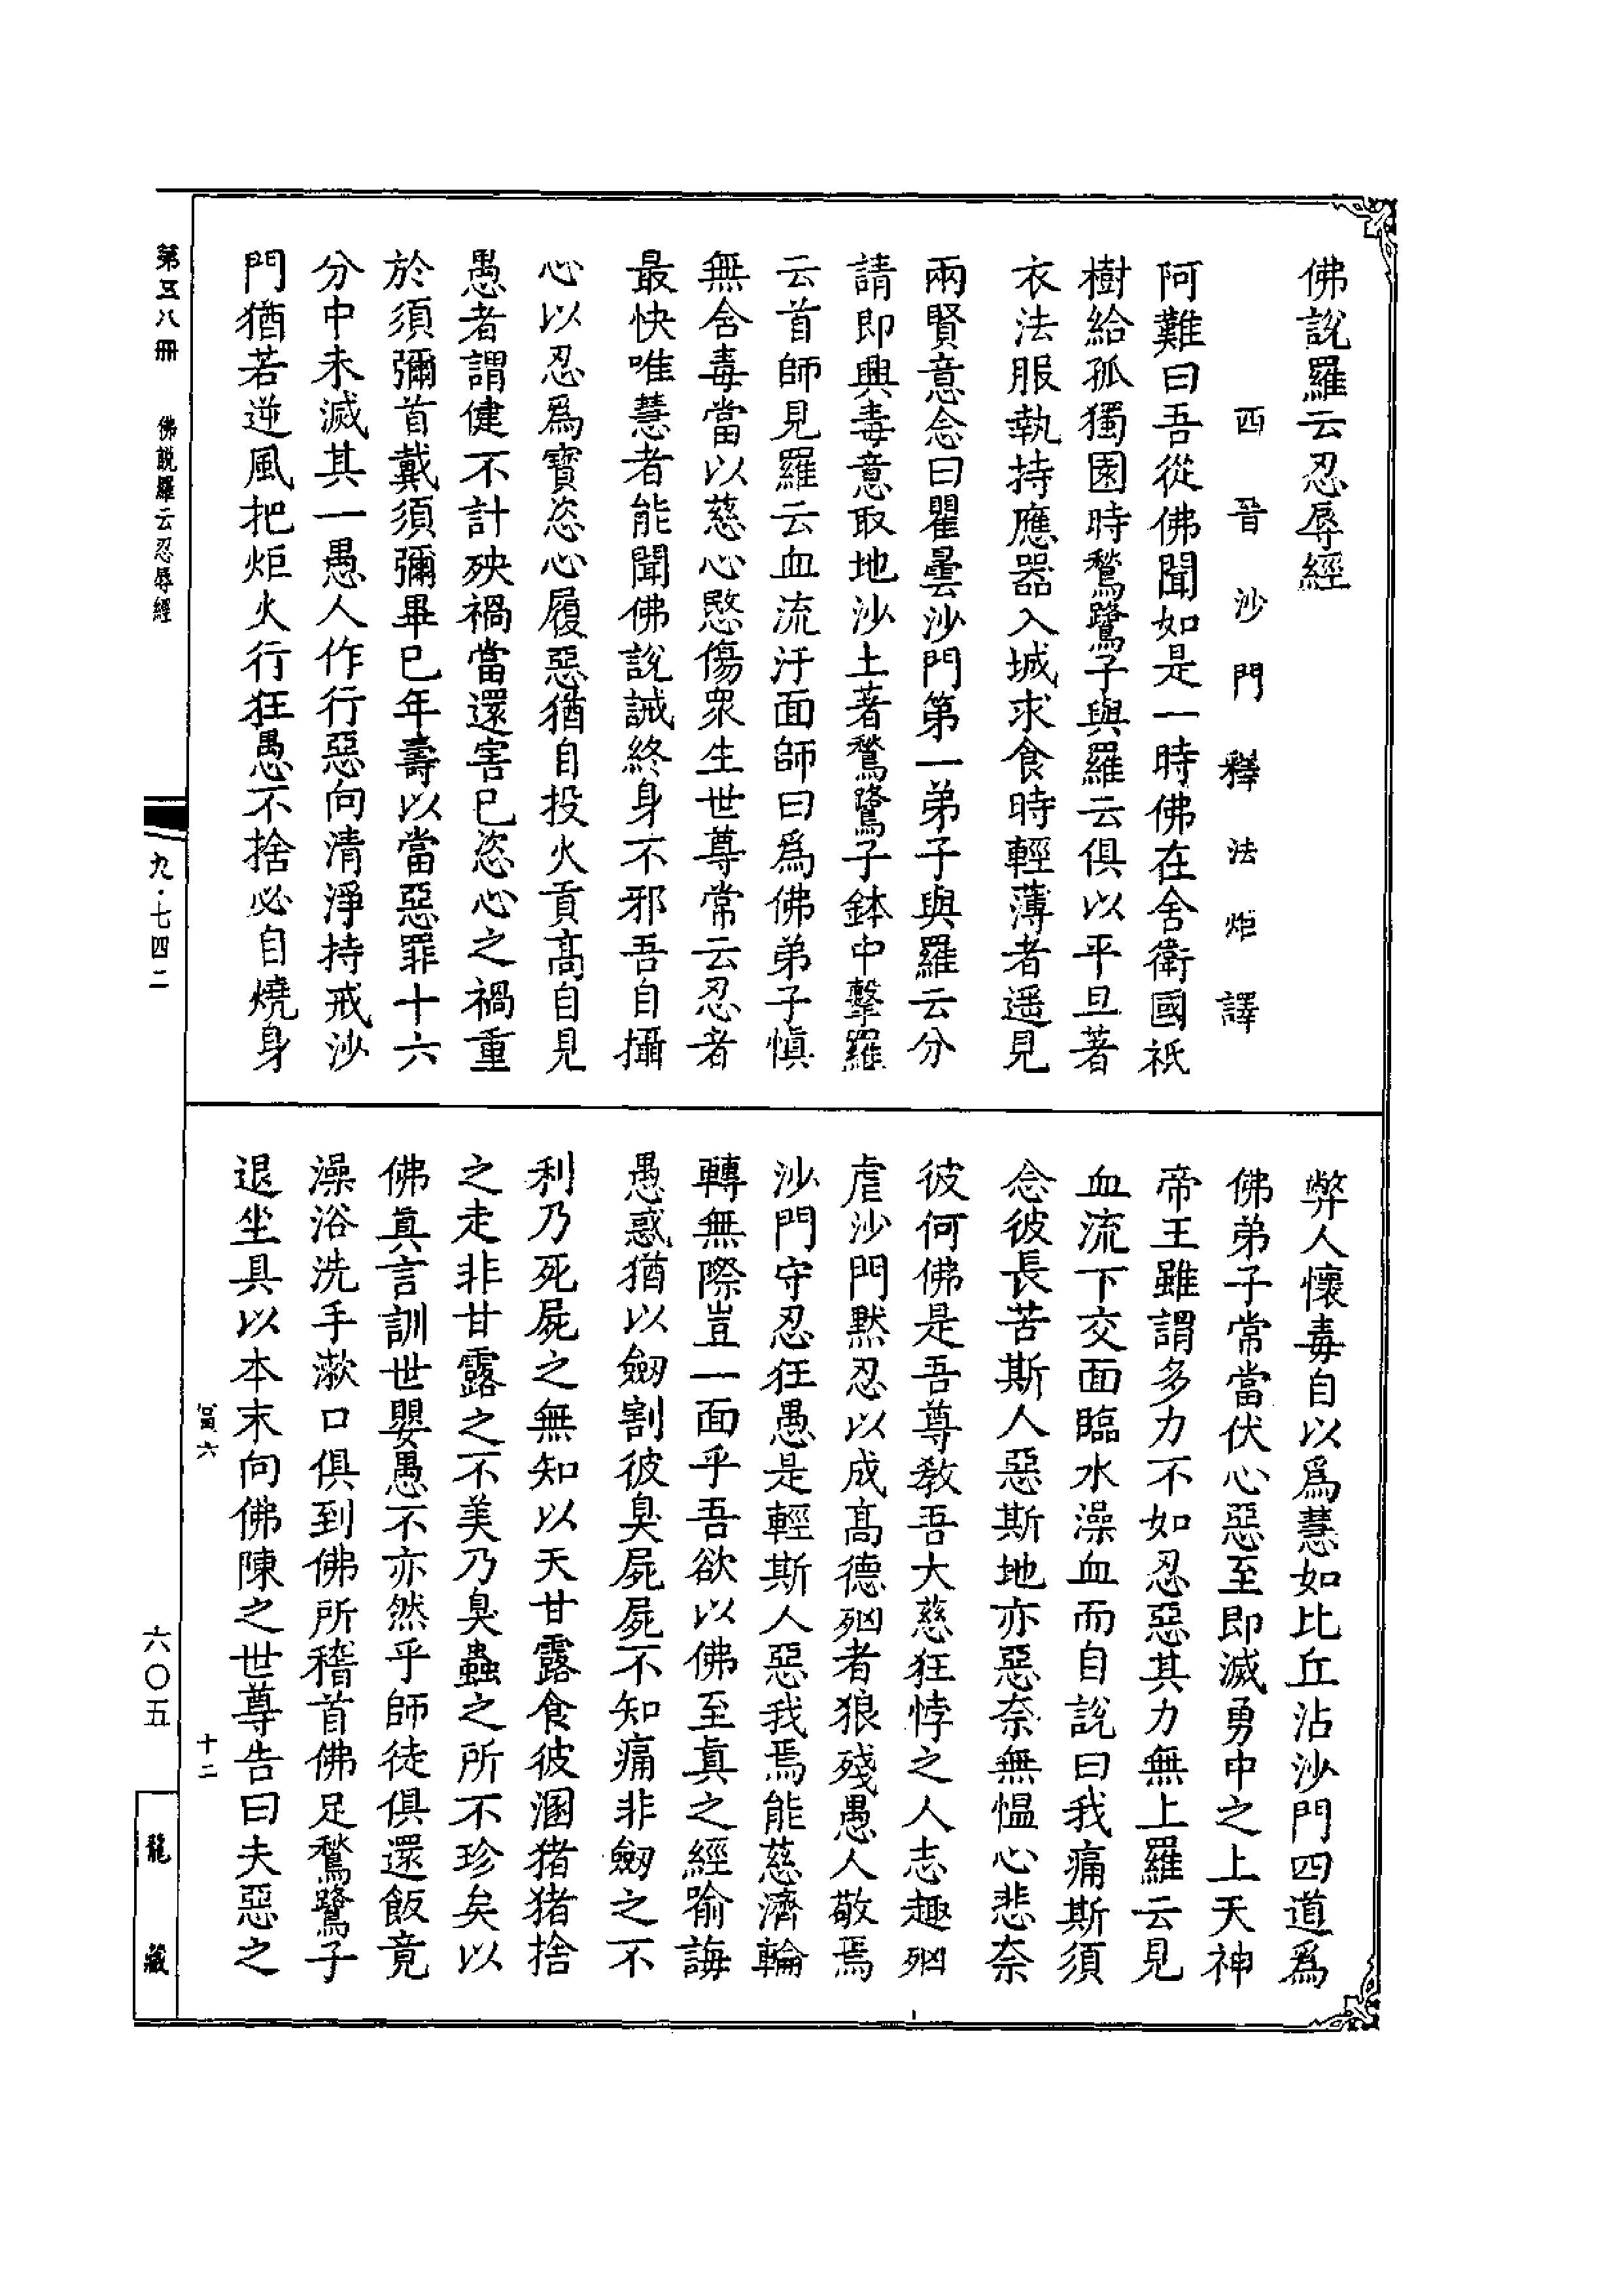 佛說羅云忍辱經
西晉沙門釋法炬譯
阿難曰吾從佛聞如是一時佛在舍衛國祇
樹給孤獨園時鶖鷺子與羅云俱以平旦著
衣法服執持應器入城求食時輕薄者遥見
兩賢意念曰瞿曇沙門第一弟子與羅云分
請即興毒意取地沙土著鶖鷺子鉢中擊羅
云首師見羅云血流汙面師曰爲佛弟子慎
無含毒當以慈心愍傷衆生世尊常云忍者
最快唯慧者能聞佛說誡終身不邪吾自攝
心以忍爲寶恣心履惡猶自投火貢髙自見
愚者謂健不計殃禍當還害已恣心之禍重
於須彌首戴須彌畢已年壽以當惡罪十六
分中未滅其一愚人作行惡向清淨持戒沙
門猶若逆風把炬火行狂愚不捨必自燒身
弊人懷毒自以爲慧如比丘沾沙門四道爲
佛弟子常當伏心惡至即滅勇中之上天神
帝王雖謂多力不如忍惡其力無上羅云見
血流下交面臨水澡血而自說曰我痛斯須
念彼長苦斯人惡斯地亦惡奈無愠心悲奈
彼何佛是吾尊教吾大慈狂悖之人志趣㐫
虐沙門默忍以成髙德㐫者狼殘愚人敬焉
沙門守忍狂愚是輕斯人惡我焉能慈濟輪
轉無際豈一面乎吾欲以佛至真之經喻誨
愚惑猶以劒割彼臭屍屍不知痛非劒之不
利乃死屍之無知以天甘露食彼溷猪猪捨
之走非甘露之不美乃臭蟲之所不珍矣以
佛真言訓世嬰愚不亦然乎師徒俱還飯竟
澡浴洗手漱口俱到佛所稽首佛足鶖鷺子
退坐具以本末向佛陳之世尊告曰夫惡之
寅六
十二
第五八冊
佛說羅云忍辱經
九·七四二
六〇五
龍藏